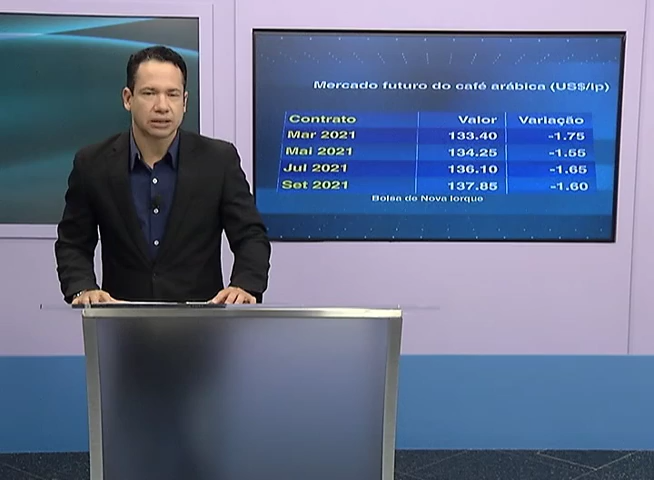 Mercado futuro do café arábica (US$/lp)
Contrato Valor Variação
Mar 2021 133.40 -1.75
Mai 2021 134.25 -1.55
Jul 2021 136.10 -1.65
Set 2021 137.85 -1.60
Bolsa de Nova Iorque